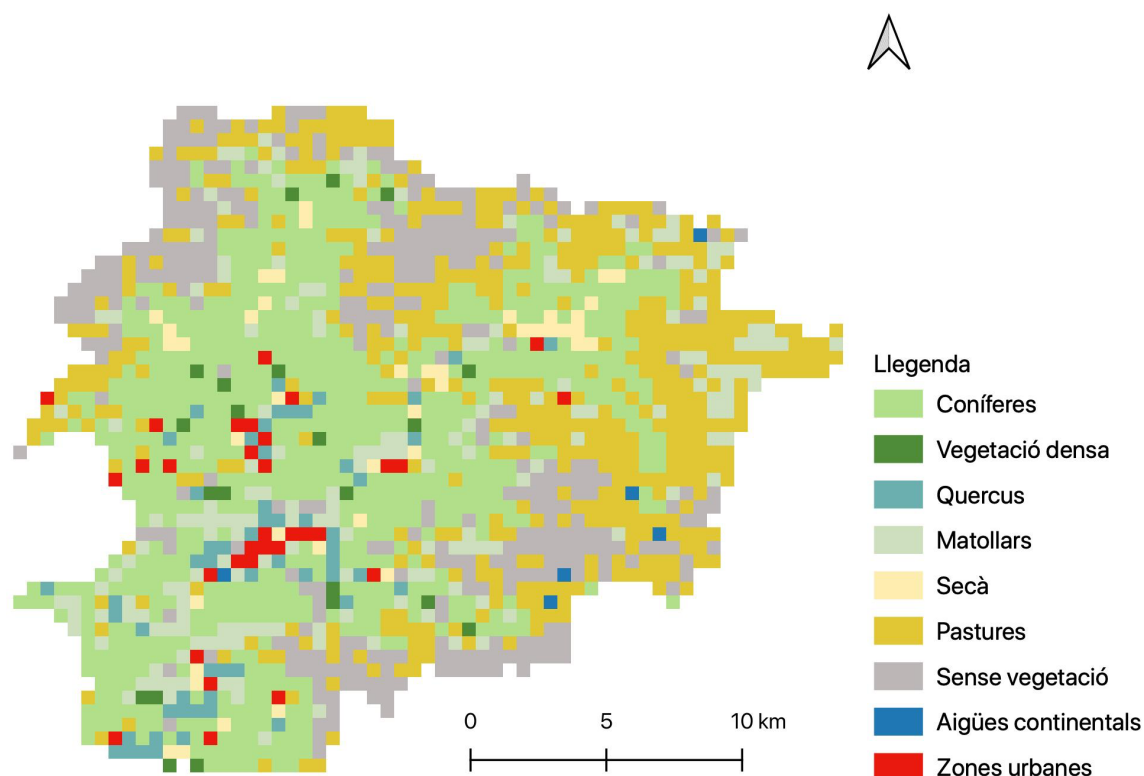 Llegenda
Coníferes
Vegetació densa
Quercus
Matollars
Secà
Pastures
Sense vegetació
Aigües continentals
Zones urbanes
0 5 10 km